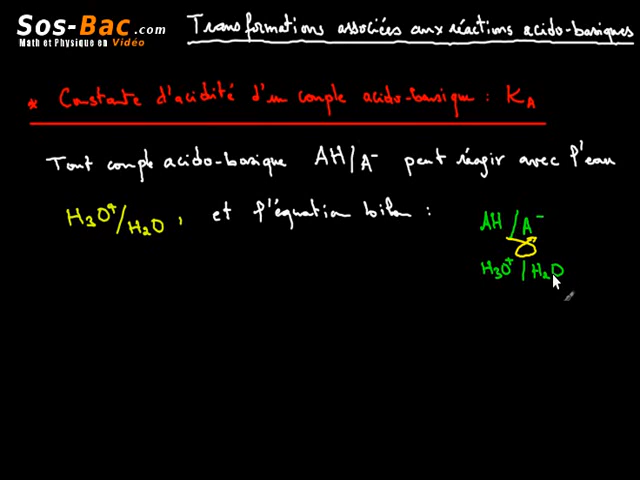 Sos-Bac.com
Math et Physique en Vidéo
Transformations associées aux réactions acido-basiques
* Constante d'acidité d'un couple acido-basique : KA
Tout couple acido-basique AH/A⁻ peut réagir avec l'eau
H₃O⁺/H₂O, et l'équation bilan :
AH/A⁻
H₃O⁺/H₂O